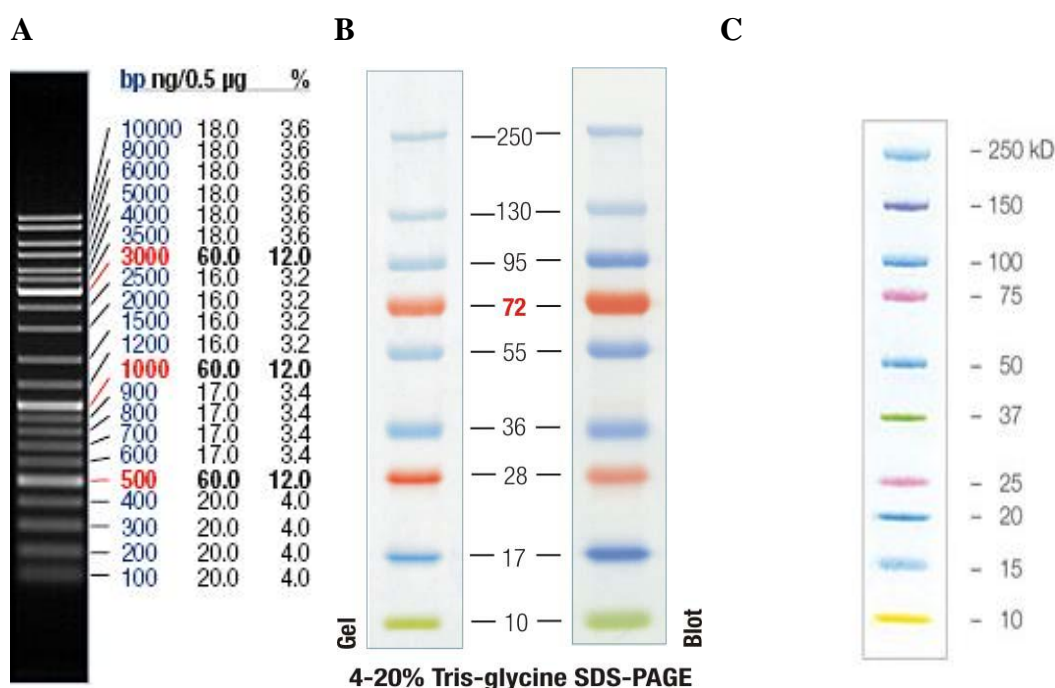 A
B
C
bp ng/0.5 µg %
10000 18.0 3.6
8000 18.0 3.6
6000 18.0 3.6
5000 18.0 3.6
4000 18.0 3.6
3500 18.0 3.6
3000 60.0 12.0
2500 16.0 3.2
2000 16.0 3.2
1500 16.0 3.2
1200 16.0 3.2
1000 60.0 12.0
900 17.0 3.4
800 17.0 3.4
700 17.0 3.4
600 17.0 3.4
500 60.0 12.0
400 20.0 4.0
300 20.0 4.0
200 20.0 4.0
100 20.0 4.0
250
130
95
72
55
36
28
17
10
Gel
Blot
4-20% Tris-glycine SDS-PAGE
250 kD
150
100
75
50
37
25
20
15
10